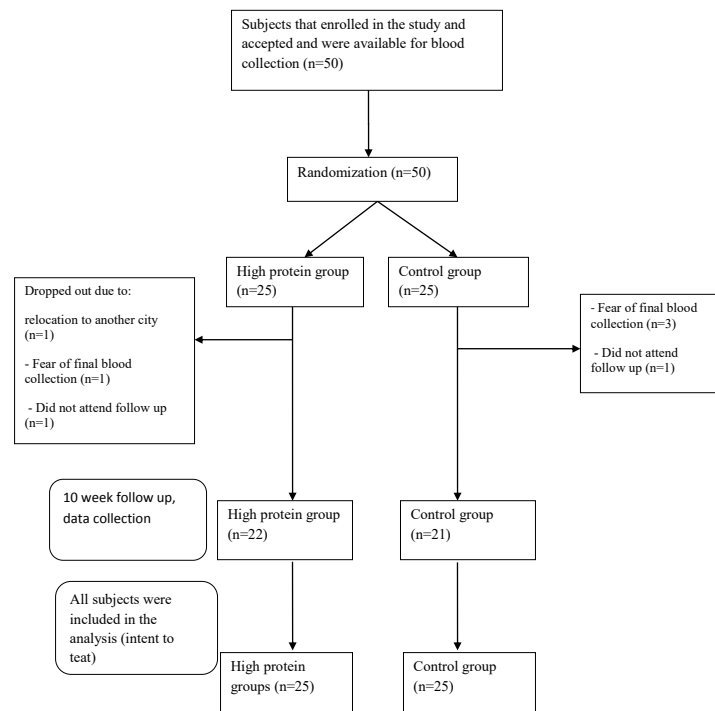 Subjects that enrolled in the study and
accepted and were available for blood
collection (n=50)
Randomization (n=50)
High protein group
(n=25)
Control group
(n=25)
Dropped out due to:
relocation to another city
(n=1)
- Fear of final blood
collection (n=1)
- Did not attend follow up
(n=1)
- Fear of final blood
collection (n=3)
- Did not attend
follow up (n=1)
10 week follow up,
data collection
High protein group
(n=22)
Control group
(n=21)
All subjects were
included in the
analysis (intent to
teat)
High protein
groups (n=25)
Control group
(n=25)